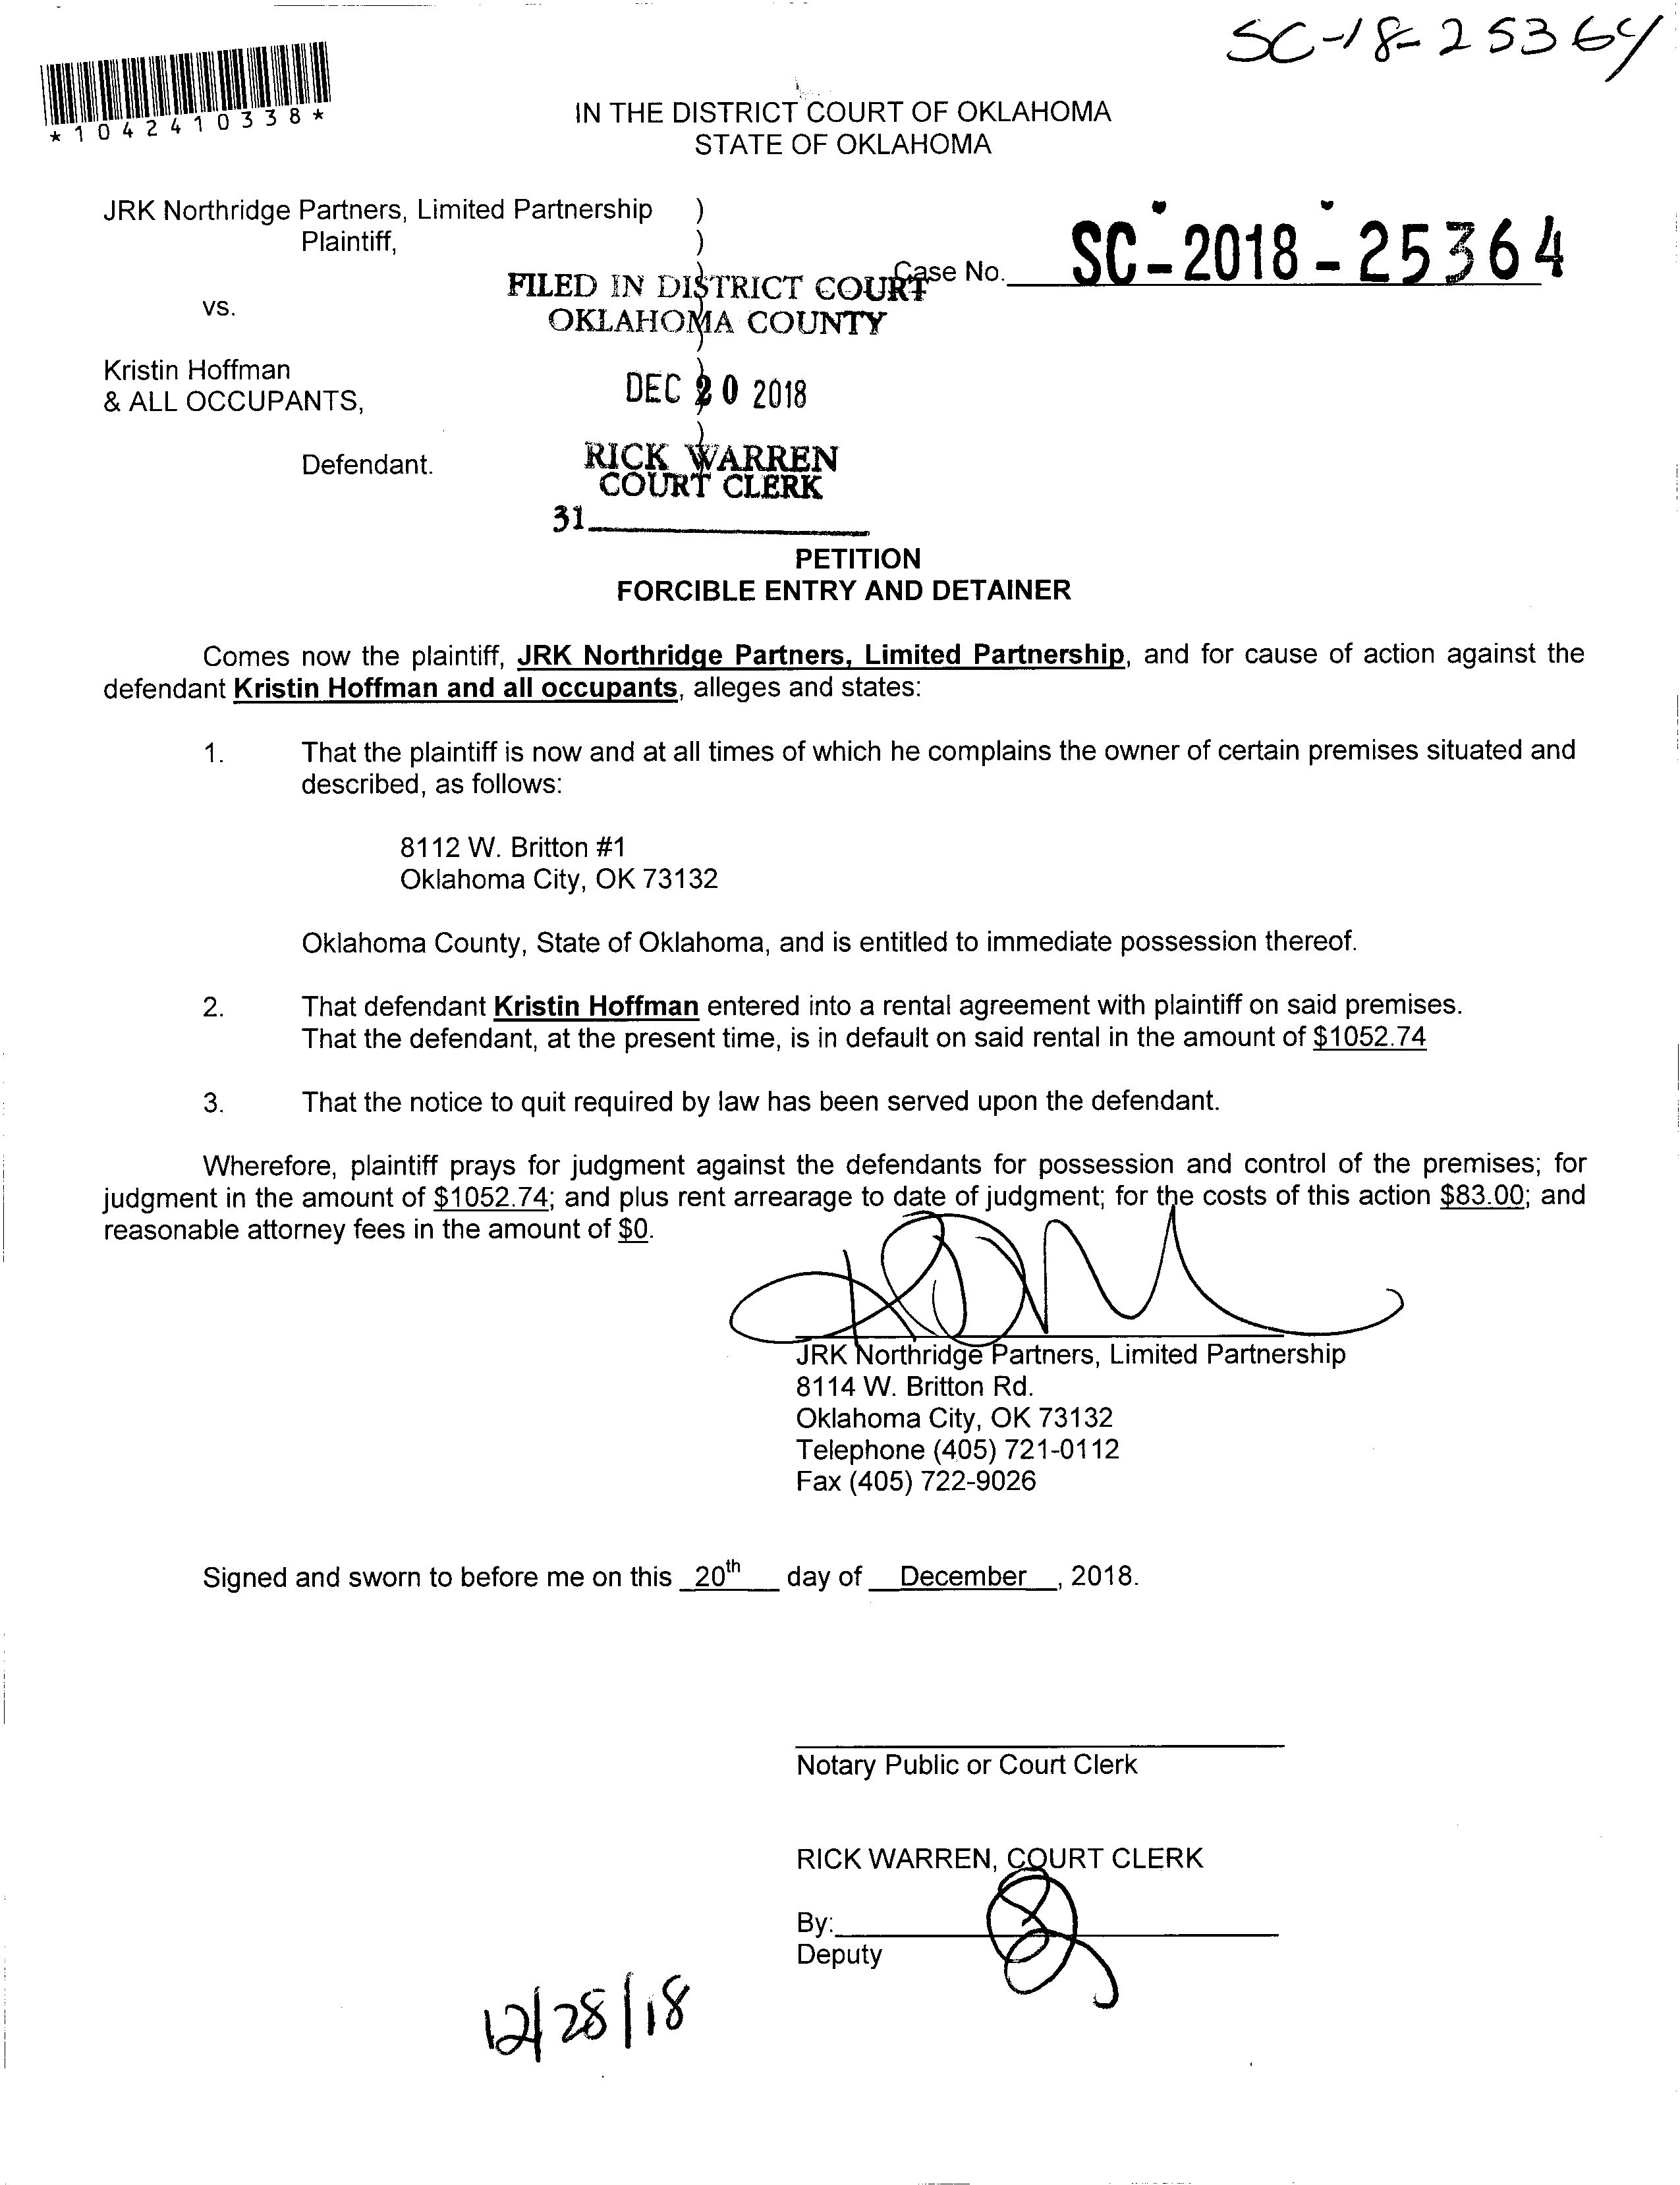 SC-18-25364
*1042410338*
IN THE DISTRICT COURT OF OKLAHOMA
STATE OF OKLAHOMA
JRK Northridge Partners, Limited Partnership )
Plaintiff, )
)
FILED IN DISTRICT COURT Case No. SC-2018-25364
vs.
OKLAHOMA COUNTY
)
Kristin Hoffman )
& ALL OCCUPANTS,
DEC 20 2018
)
Defendant.
RICK WARREN
COURT CLERK
31
PETITION
FORCIBLE ENTRY AND DETAINER
Comes now the plaintiff, JRK Northridge Partners, Limited Partnership, and for cause of action against the
defendant Kristin Hoffman and all occupants, alleges and states:
1. That the plaintiff is now and at all times of which he complains the owner of certain premises situated and
described, as follows:
8112 W. Britton #1
Oklahoma City, OK 73132
Oklahoma County, State of Oklahoma, and is entitled to immediate possession thereof.
2. That defendant Kristin Hoffman entered into a rental agreement with plaintiff on said premises.
That the defendant, at the present time, is in default on said rental in the amount of $1052.74
3. That the notice to quit required by law has been served upon the defendant.
Wherefore, plaintiff prays for judgment against the defendants for possession and control of the premises; for
judgment in the amount of $1052.74; and plus rent arrearage to date of judgment; for the costs of this action $83.00; and
reasonable attorney fees in the amount of $0.
JRK Northridge Partners, Limited Partnership
8114 W. Britton Rd.
Oklahoma City, OK 73132
Telephone (405) 721-0112
Fax (405) 722-9026
Signed and sworn to before me on this 20th day of December, 2018.
Notary Public or Court Clerk
RICK WARREN, COURT CLERK
By:
Deputy
12/28/18